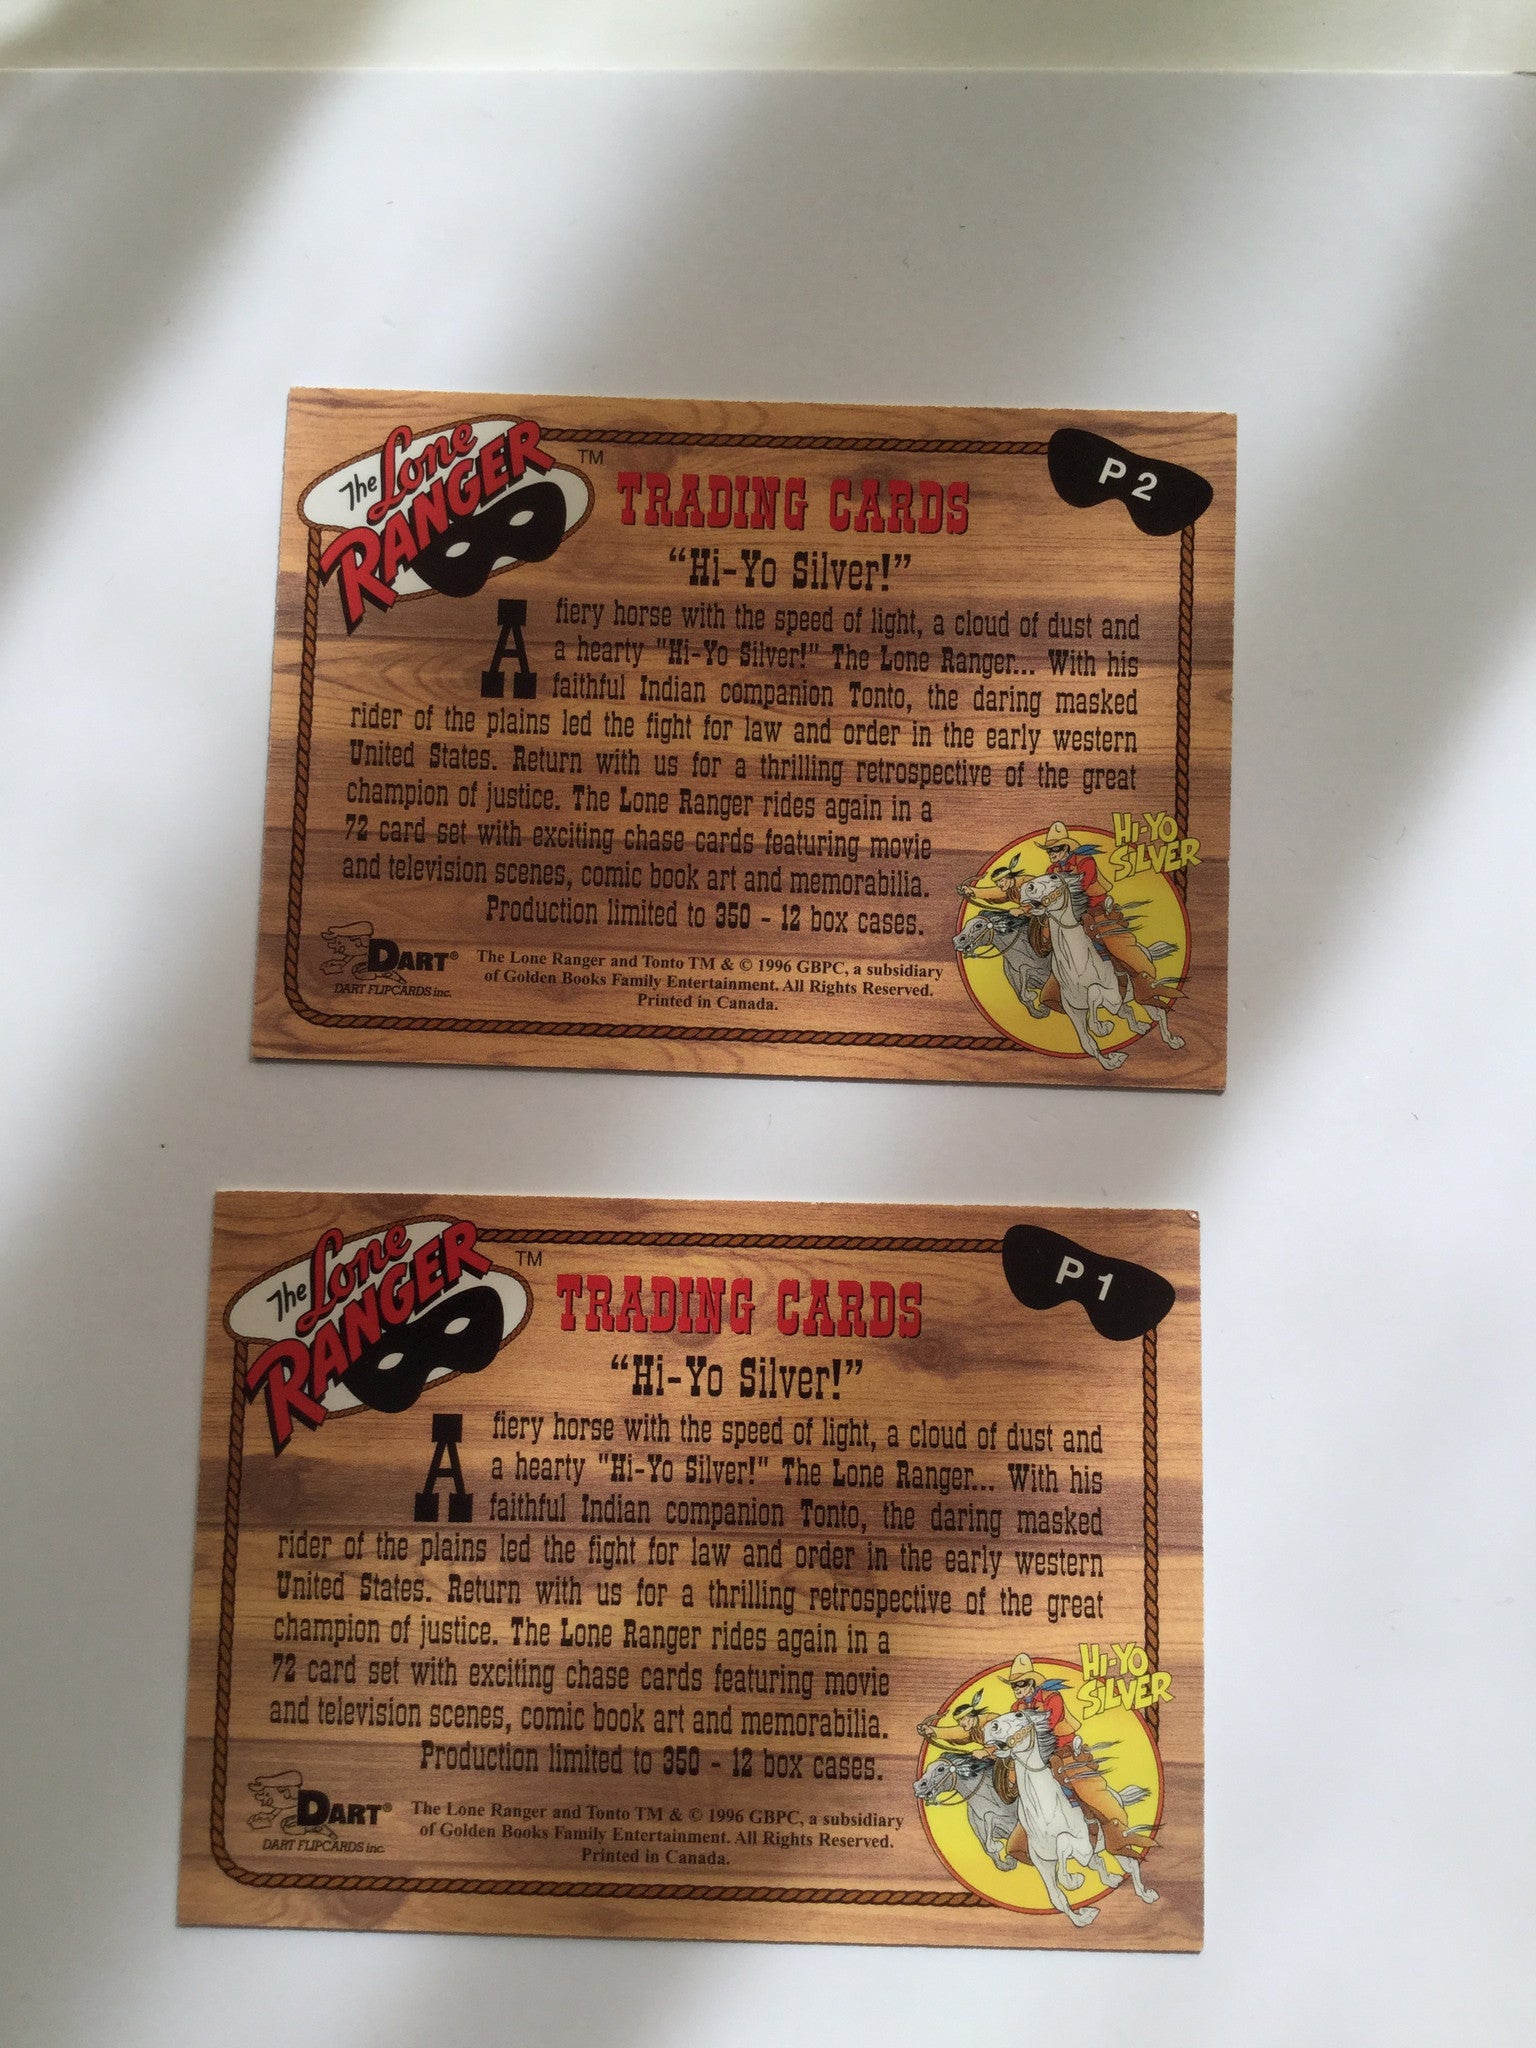 The Lone
RANGER
TM
TRADING CARDS
P 2
“Hi-Yo Silver!”
A fiery horse with the speed of light, a cloud of dust and
a hearty "Hi-Yo Silver!" The Lone Ranger... With his
faithful Indian companion Tonto, the daring masked
rider of the plains led the fight for law and order in the early western
United States. Return with us for a thrilling retrospective of the great
champion of justice. The Lone Ranger rides again in a
72 card set with exciting chase cards featuring movie
and television scenes, comic book art and memorabilia.
Production limited to 350 - 12 box cases.
HI-YO
SILVER
DART®
DART FLIPCARDS inc.
The Lone Ranger and Tonto TM & © 1996 GBPC, a subsidiary
of Golden Books Family Entertainment. All Rights Reserved.
Printed in Canada.
The Lone
RANGER
TM
TRADING CARDS
P 1
“Hi-Yo Silver!”
A fiery horse with the speed of light, a cloud of dust and
a hearty "Hi-Yo Silver!" The Lone Ranger... With his
faithful Indian companion Tonto, the daring masked
rider of the plains led the fight for law and order in the early western
United States. Return with us for a thrilling retrospective of the great
champion of justice. The Lone Ranger rides again in a
72 card set with exciting chase cards featuring movie
and television scenes, comic book art and memorabilia.
Production limited to 350 - 12 box cases.
HI-YO
SILVER
DART®
DART FLIPCARDS inc.
The Lone Ranger and Tonto TM & © 1996 GBPC, a subsidiary
of Golden Books Family Entertainment. All Rights Reserved.
Printed in Canada.